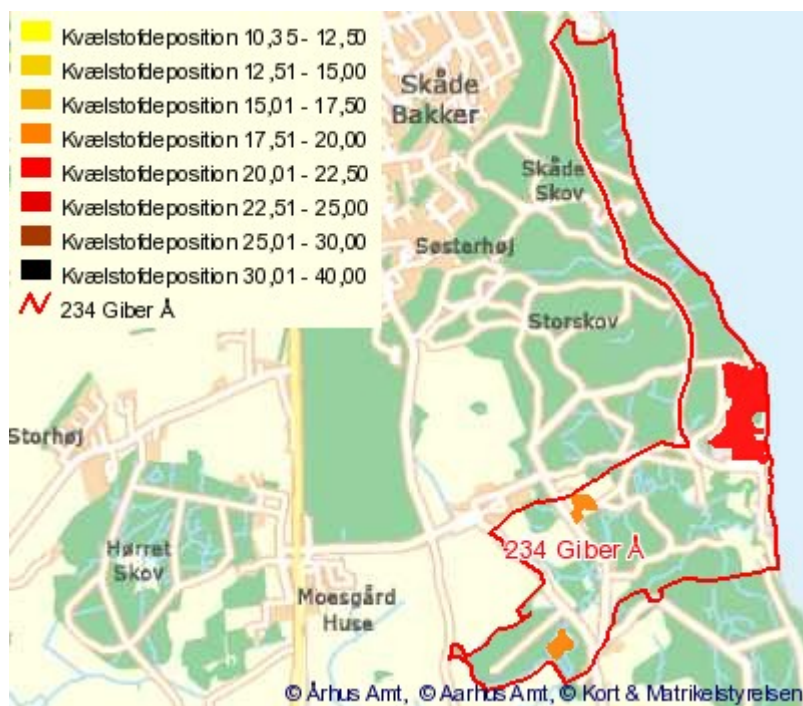 Kvælstofdeposition 10,35 - 12,50
Kvælstofdeposition 12,51 - 15,00
Kvælstofdeposition 15,01 - 17,50
Kvælstofdeposition 17,51 - 20,00
Kvælstofdeposition 20,01 - 22,50
Kvælstofdeposition 22,51 - 25,00
Kvælstofdeposition 25,01 - 30,00
Kvælstofdeposition 30,01 - 40,00
234 Giber Å
Skåde
Bakker
Skåde
Skov
Søsterhøj
Storskov
Storhøj
Hørret
Skov
234 Giber Å
Moesgård
Huse
© Århus Amt, © Aarhus Amt, © Kort & Matrikelstyrelsen